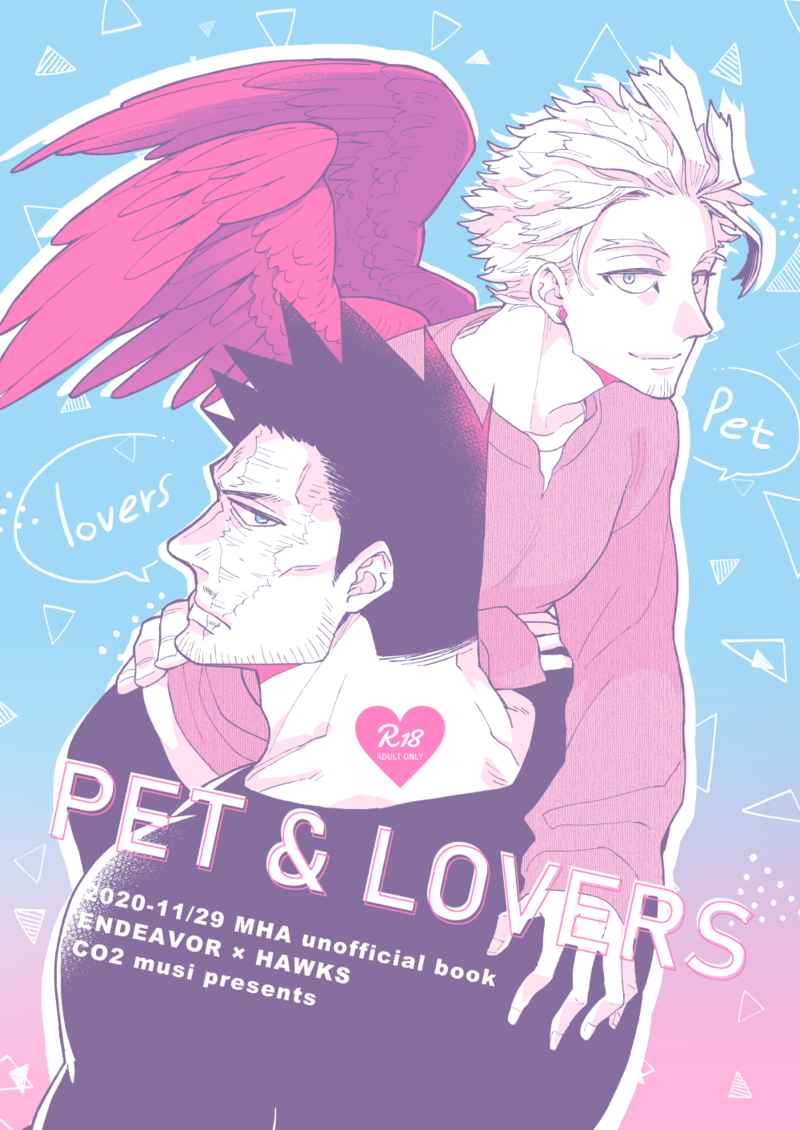 Pet
lovers
R18
ADULT ONLY
PET & LOVERS
2020-11/29 MHA unofficial book
ENDEAVOR × HAWKS
CO2 musi presents